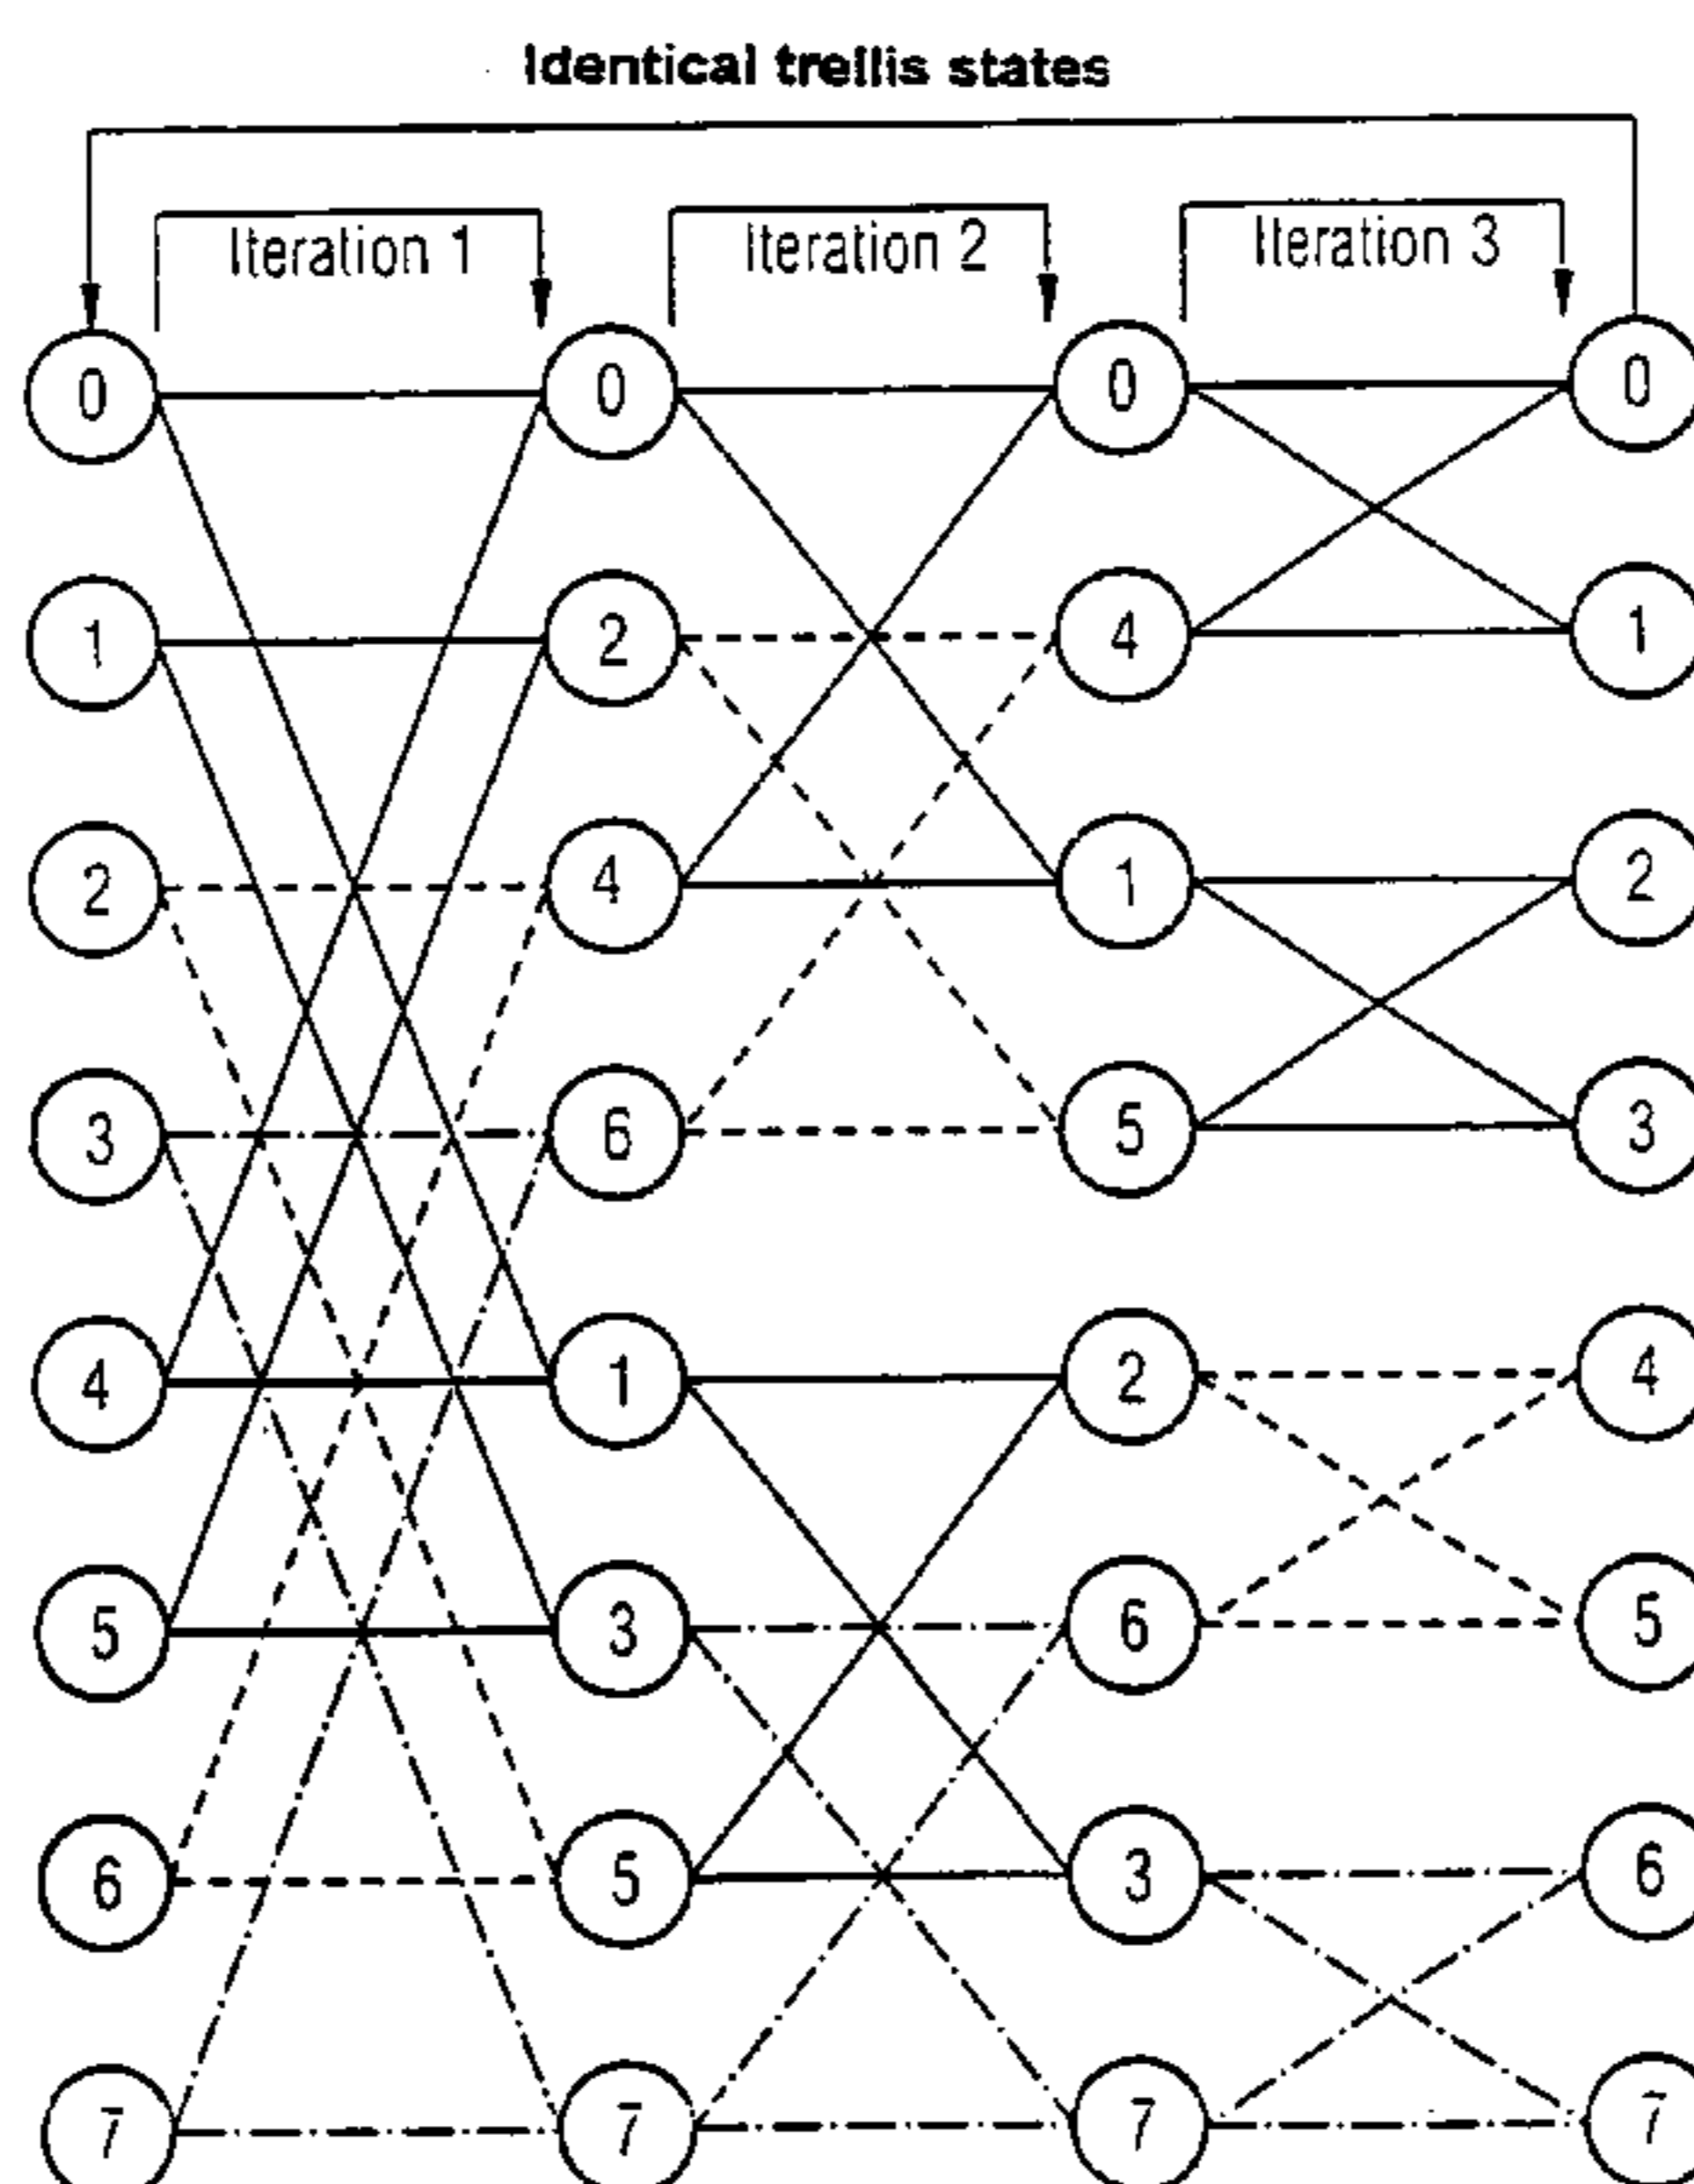 Identical trellis states
Iteration 1 Iteration 2 Iteration 3
0 0 0 0
1 2 4 1
2 4 1 2
3 6 5 3
4 1 2 4
5 3 6 5
6 5 3 6
7 7 7 7